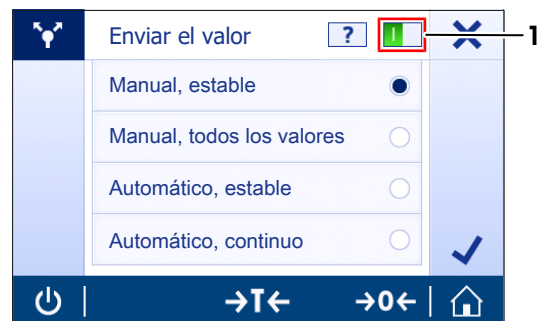 Enviar el valor ? I 1
Manual, estable
Manual, todos los valores
Automático, estable
Automático, continuo
→T← →0←